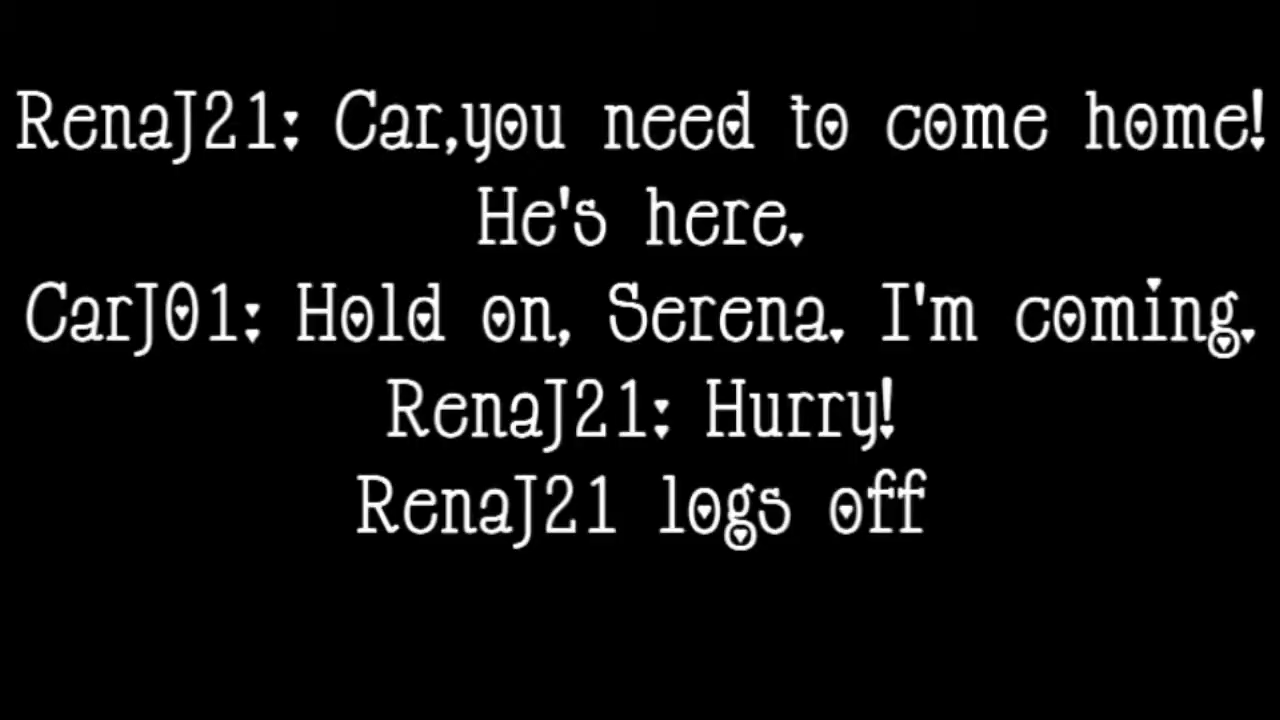 RenaJ21: Car,you need to come home!
He's here.
CarJ01: Hold on, Serena. I'm coming.
RenaJ21: Hurry!
RenaJ21 logs off